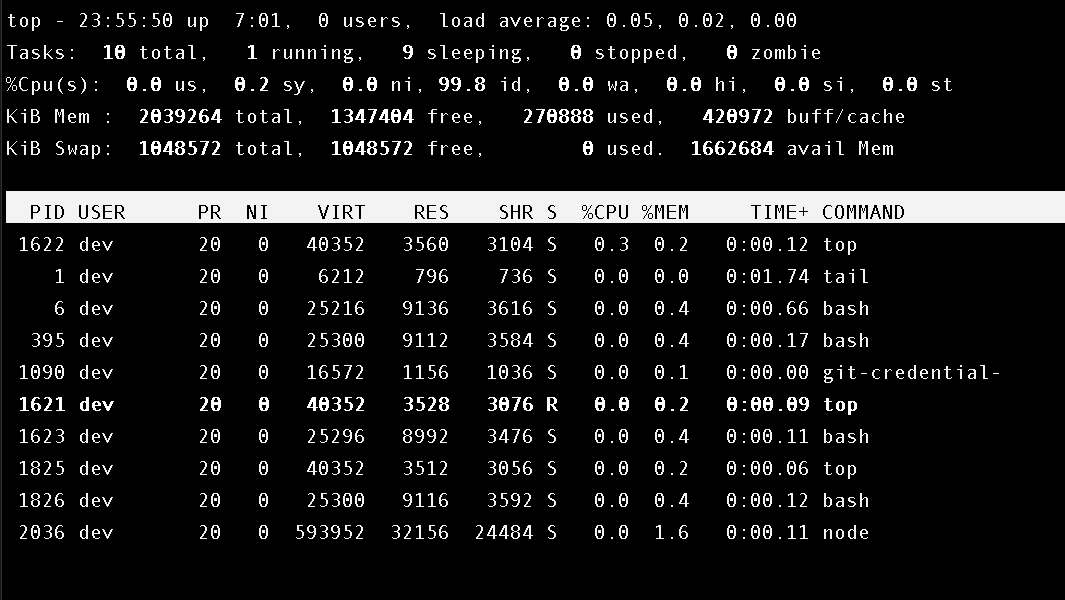 top - 23:55:50 up  7:01,  0 users,  load average: 0.05, 0.02, 0.00
Tasks:  10 total,   1 running,   9 sleeping,   0 stopped,   0 zombie
%Cpu(s):  0.0 us,  0.2 sy,  0.0 ni, 99.8 id,  0.0 wa,  0.0 hi,  0.0 si,  0.0 st
KiB Mem :  2039264 total,  1347404 free,   270888 used,   420972 buff/cache
KiB Swap:  1048572 total,  1048572 free,        0 used.  1662684 avail Mem
  PID USER      PR  NI    VIRT    RES    SHR S  %CPU %MEM     TIME+ COMMAND
 1622 dev       20   0   40352   3560   3104 S   0.3  0.2   0:00.12 top
    1 dev       20   0    6212    796    736 S   0.0  0.0   0:01.74 tail
    6 dev       20   0   25216   9136   3616 S   0.0  0.4   0:00.66 bash
  395 dev       20   0   25300   9112   3584 S   0.0  0.4   0:00.17 bash
 1090 dev       20   0   16572   1156   1036 S   0.0  0.1   0:00.00 git-credential-
 1621 dev       20   0   40352   3528   3076 R   0.0  0.2   0:00.09 top
 1623 dev       20   0   25296   8992   3476 S   0.0  0.4   0:00.11 bash
 1825 dev       20   0   40352   3512   3056 S   0.0  0.2   0:00.06 top
 1826 dev       20   0   25300   9116   3592 S   0.0  0.4   0:00.12 bash
 2036 dev       20   0  593952  32156  24484 S   0.0  1.6   0:00.11 node